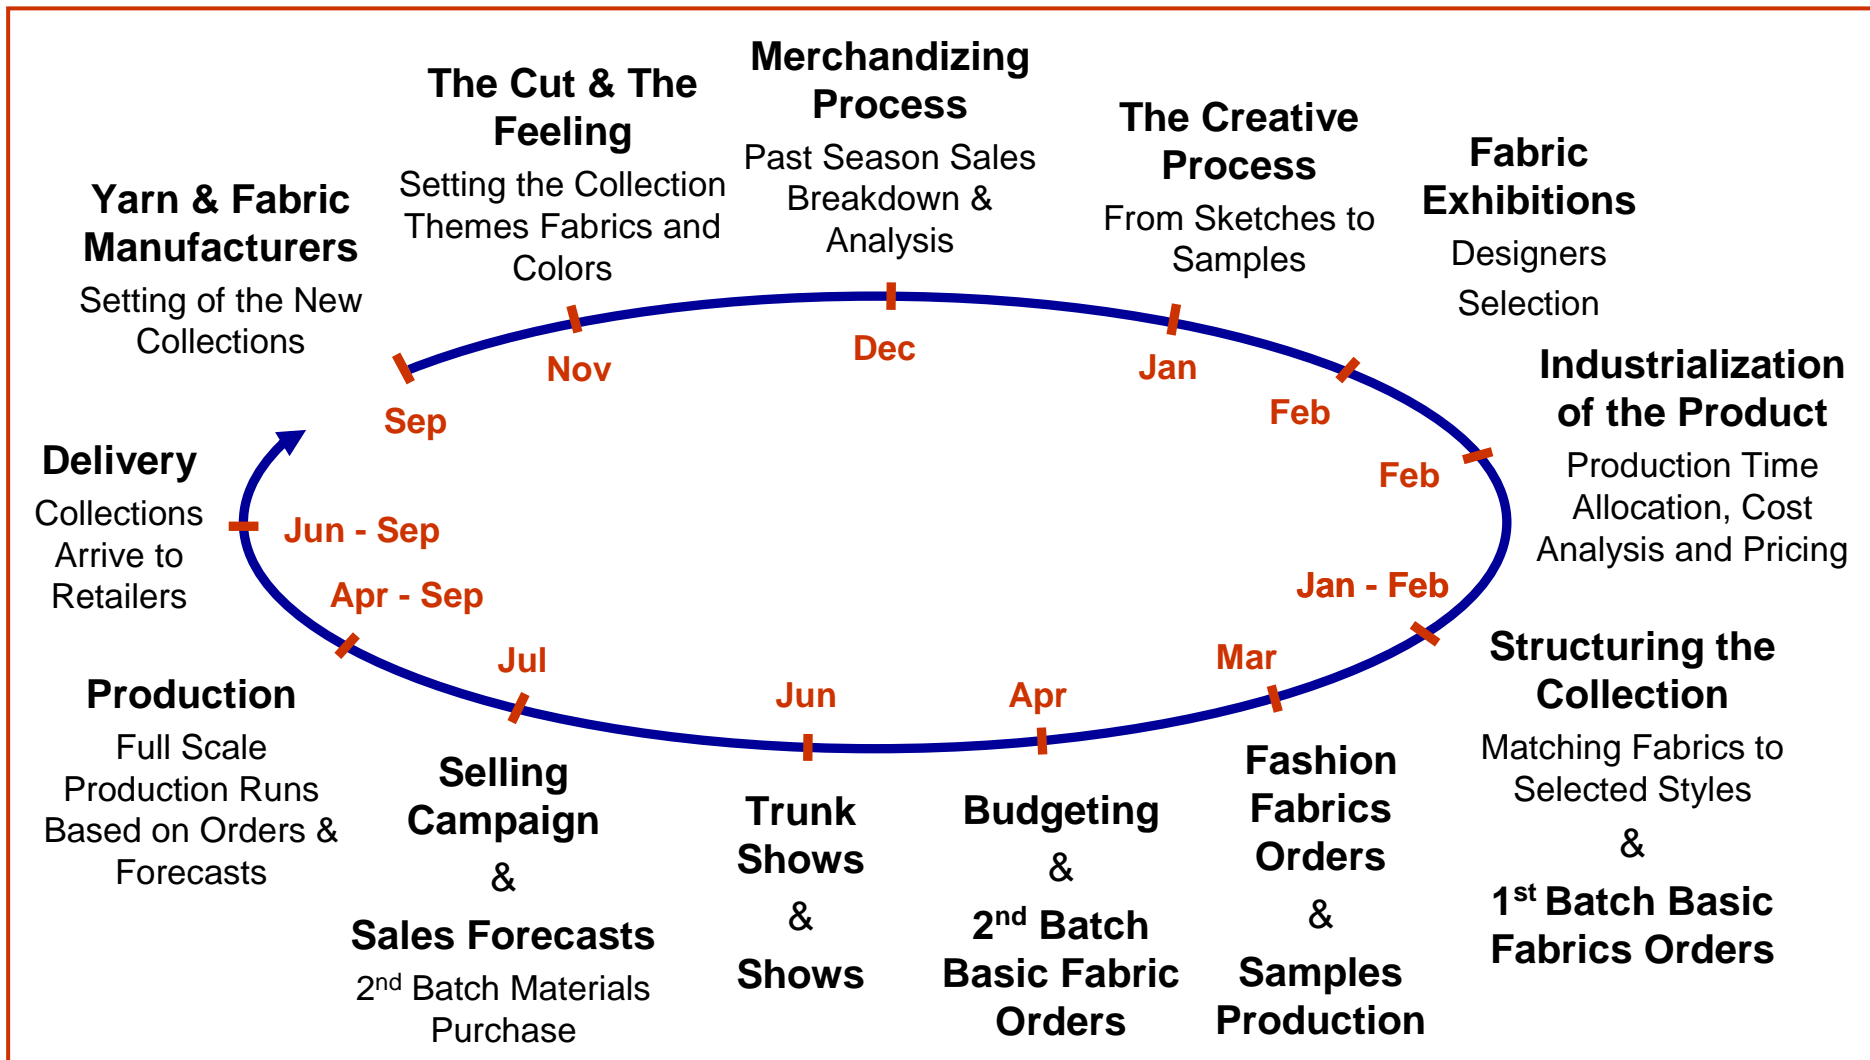 Yarn & Fabric
Manufacturers
Setting of the New
Collections
Sep
The Cut & The
Feeling
Setting the Collection
Themes Fabrics and
Colors
Nov
Merchandizing
Process
Past Season Sales
Breakdown &
Analysis
Dec
The Creative
Process
From Sketches to
Samples
Jan
Fabric
Exhibitions
Designers
Selection
Feb
Industrialization
of the Product
Production Time
Allocation, Cost
Analysis and Pricing
Feb
Jan - Feb
Structuring the
Collection
Matching Fabrics to
Selected Styles
&
1st Batch Basic
Fabrics Orders
Mar
Fashion
Fabrics
Orders
&
Samples
Production
Apr
Budgeting
&
2nd Batch
Basic Fabric
Orders
Jun
Trunk
Shows
&
Shows
Jul
Selling
Campaign
&
Sales Forecasts
2nd Batch Materials
Purchase
Apr - Sep
Production
Full Scale
Production Runs
Based on Orders &
Forecasts
Jun - Sep
Delivery
Collections
Arrive to
Retailers